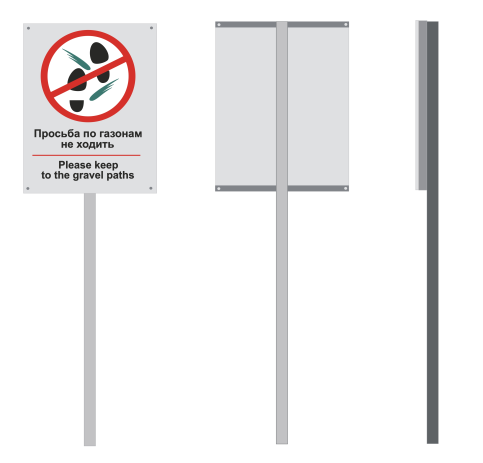 Просьба по газонам
не ходить
Please keep
to the gravel paths